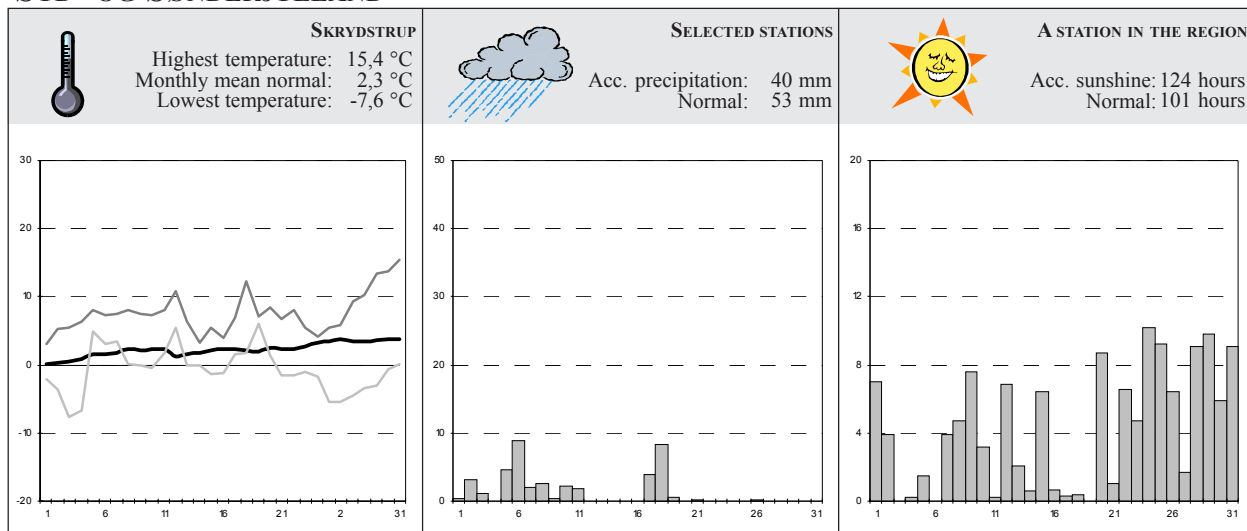 SKRYDSTRUP
Highest temperature: 15,4 °C
Monthly mean normal: 2,3 °C
Lowest temperature: -7,6 °C
30
20
10
0
-10
-20
1 6 11 16 21 2 31
SELECTED STATIONS
Acc. precipitation: 40 mm
Normal: 53 mm
50
40
30
20
10
0
1 6 11 16 21 26 31
A STATION IN THE REGION
Acc. sunshine: 124 hours
Normal: 101 hours
20
16
12
8
4
0
1 6 11 16 21 26 31